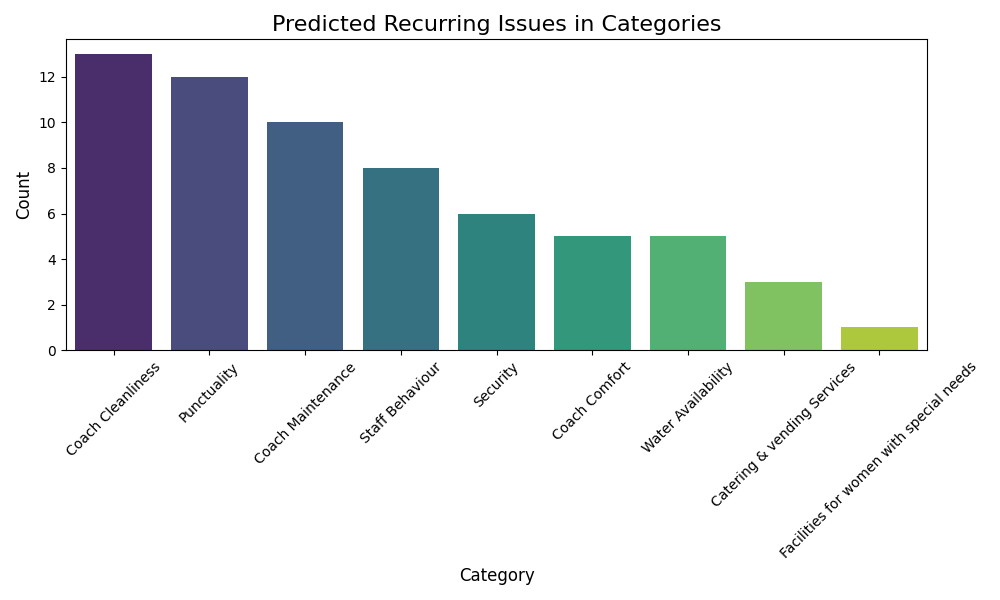 Predicted Recurring Issues in Categories
Count
12
10
8
6
4
2
0
Coach Cleanliness
Punctuality
Coach Maintenance
Staff Behaviour
Security
Coach Comfort
Water Availability
Catering & vending Services
Facilities for women with special needs
Category